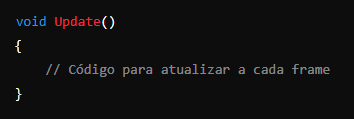 void Update()
{
// Código para atualizar a cada frame
}